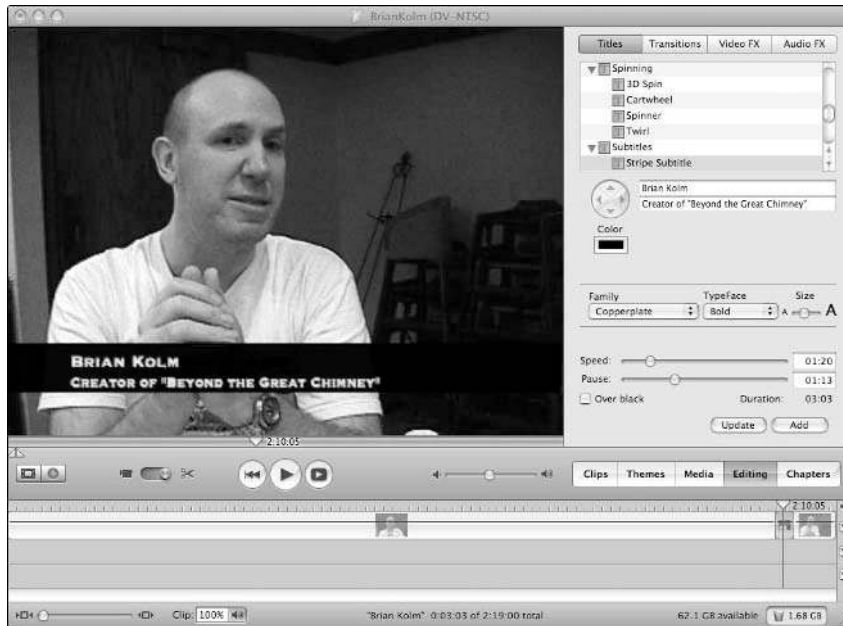 BrianKolm (DV-NTSC)
Titles Transitions Video FX Audio FX
Spinning
3D Spin
Cartwheel
Spinner
Twirl
Subtitles
Stripe Subtitle
Brian Kolm
Creator of "Beyond the Great Chimney"
Color
Family TypeFace Size
Copperplate Bold A A
BRIAN KOLM
CREATOR OF "BEYOND THE GREAT CHIMNEY"
Speed: 01:20
Pause: 01:13
Over black Duration: 03:03
Update Add
2:10:05
Clips Themes Media Editing Chapters
2:10:05
Clip: 100% "Brian Kolm" 0:03:03 of 2:19:00 total 62.1 GB available 1.68 GB